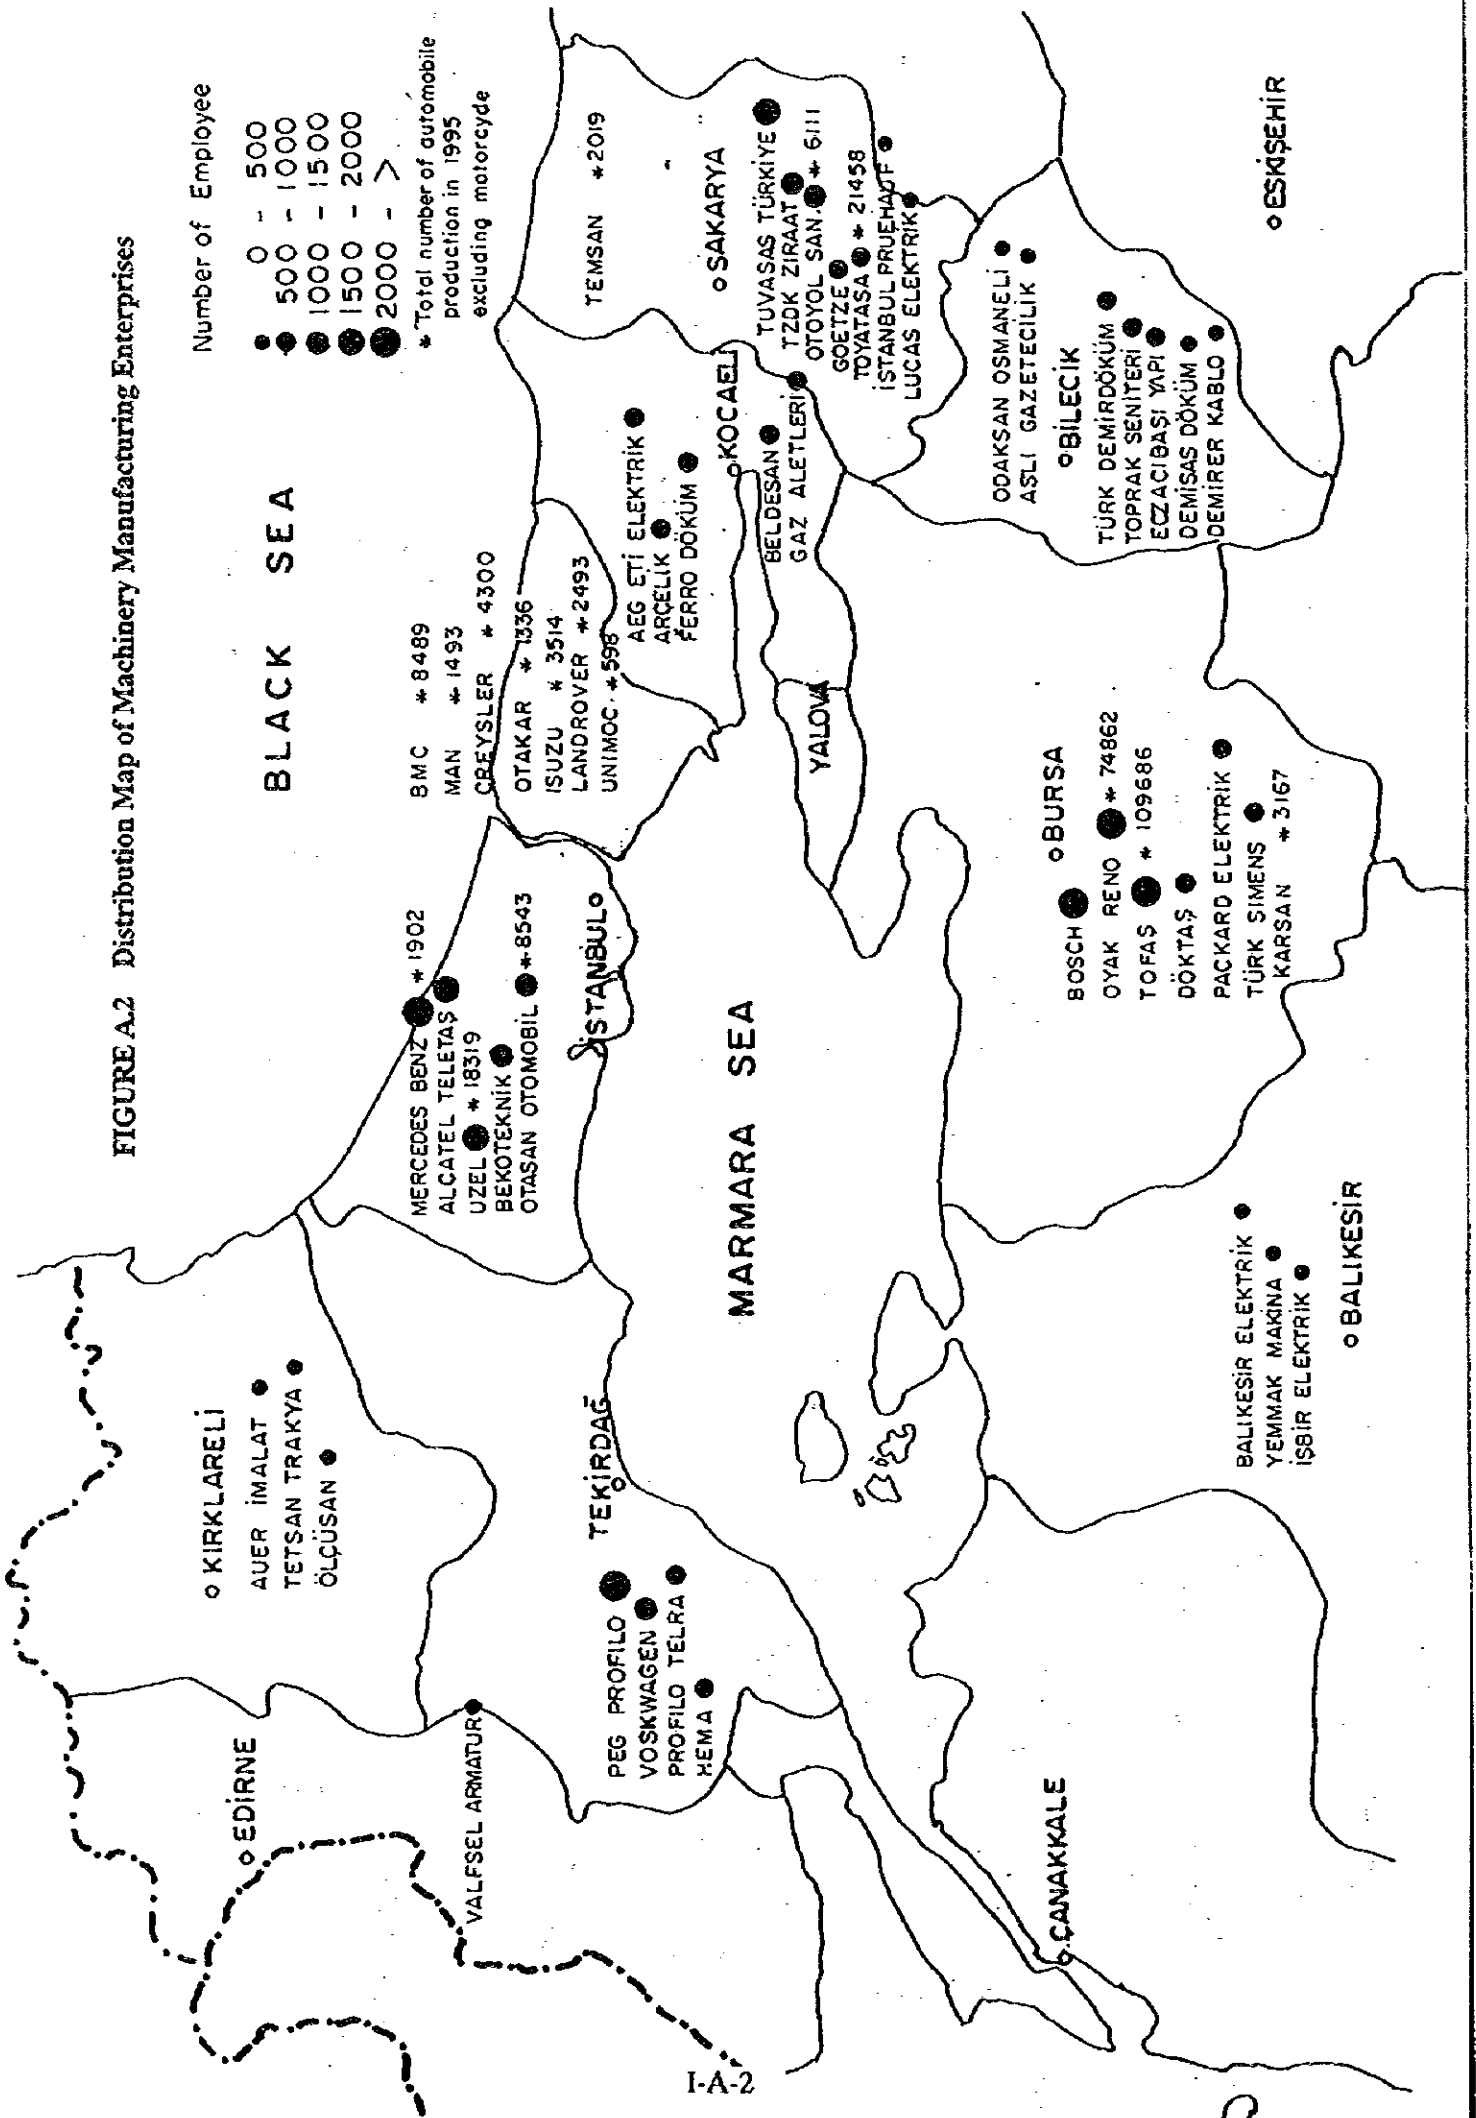 FIGURE A.2 Distribution Map of Machinery Manufacturing Enterprises
Number of Employee
0 - 500
500 - 1000
1000 - 1500
1500 - 2000
2000 - >
* Total number of automobile
production in 1995
excluding motorcycle
BLACK SEA
KIRKLARELİ
AUER İMALAT
TETSAN TRAKYA
ÖLÇÜSAN
EDİRNE
VALFSEL ARMATUR
TEKİRDAĞ
PEG PROFILO
VOSKWAGEN
PROFILO TELRA
HEMA
MERCEDES BENZ * 1902
ALCATEL TELETAŞ
UZEL * 18319
BEKOTEKNİK
OTASAN OTOMOBİL * 8543
İSTANBUL
BMC * 8489
MAN * 1493
CREYSLER * 4300
OTAKAR * 1336
ISUZU * 3514
LANDROVER * 2493
UNIMOC * 598
AEG ETİ ELEKTRİK
ARÇELİK
FERRO DÖKÜM
KOCAELİ
BELDESAN
GAZ ALETLERİ
TEMSAN * 2019
SAKARYA
TUVASAS TÜRKİYE
TZDK ZIRAAT
OTOYOL SAN. * 6111
GOETZE
TOYATASA * 21458
İSTANBUL PRUEHAUF
LUCAS ELEKTRIK
MARMARA SEA
YALOVA
ODAKSAN OSMANELİ
ASLI GAZETECİLİK
BİLECİK
TÜRK DEMİRDÖKÜM
TOPRAK SENİTERİ
ECZACIBAŞI YAPI
DEMİSAS DÖKÜM
DEMİRER KABLO
ESKİŞEHİR
BURSA
BOSCH
OYAK RENO * 74862
TOFAŞ * 109686
DÖKTAŞ
PACKARD ELEKTRİK
TÜRK SIMENS
KARSAN * 3167
BALIKESİR ELEKTRİK
YEMMAK MAKİNA
İŞBİR ELEKTRİK
BALIKESİR
ÇANAKKALE
I-A-2